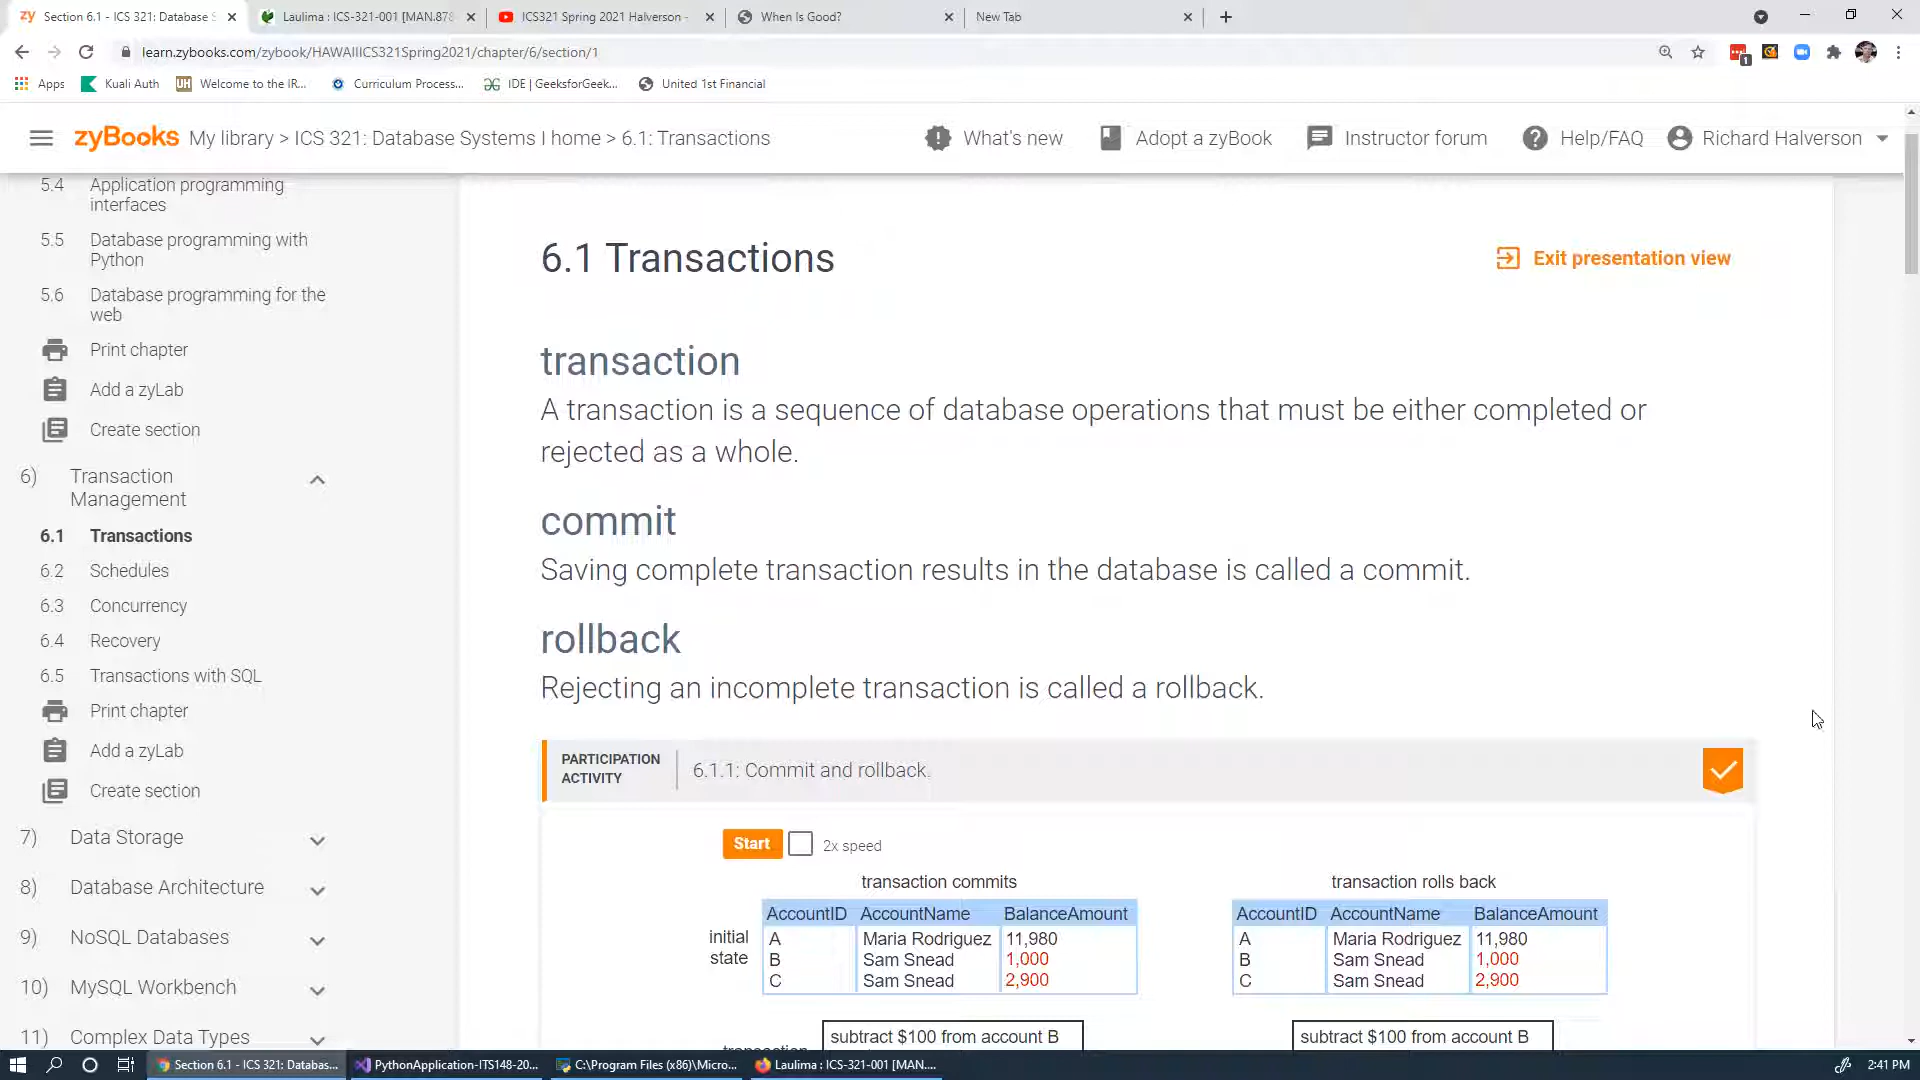 Section 6.1 - ICS 321: Database S
Laulima : ICS-321-001 [MAN.878
ICS321 Spring 2021 Halverson -
When Is Good?
New Tab
learn.zybooks.com/zybook/HAWAIIICS321Spring2021/chapter/6/section/1
1
Apps
Kuali Auth
UH Welcome to the IR...
Curriculum Process...
IDE | GeeksforGeek...
United 1st Financial
zyBooks My library > ICS 321: Database Systems I home > 6.1: Transactions
What's new
Adopt a zyBook
Instructor forum
Help/FAQ
Richard Halverson
5.4 Application programming
interfaces
5.5 Database programming with
Python
5.6 Database programming for the
web
Print chapter
Add a zyLab
Create section
6) Transaction
Management
6.1 Transactions
6.2 Schedules
6.3 Concurrency
6.4 Recovery
6.5 Transactions with SQL
Print chapter
Add a zyLab
Create section
7) Data Storage
8) Database Architecture
9) NoSQL Databases
10) MySQL Workbench
11) Complex Data Types
6.1 Transactions
Exit presentation view
transaction
A transaction is a sequence of database operations that must be either completed or
rejected as a whole.
commit
Saving complete transaction results in the database is called a commit.
rollback
Rejecting an incomplete transaction is called a rollback.
PARTICIPATION
ACTIVITY
6.1.1: Commit and rollback.
Start
2x speed
transaction commits
transaction rolls back
AccountID AccountName BalanceAmount
AccountID AccountName BalanceAmount
initial
state
A Maria Rodriguez 11,980
B Sam Snead 1,000
C Sam Snead 2,900
A Maria Rodriguez 11,980
B Sam Snead 1,000
C Sam Snead 2,900
subtract $100 from account B
subtract $100 from account B
transaction
Section 6.1 - ICS 321: Databas...
PythonApplication-ITS148-20...
C:\Program Files (x86)\Micro...
Laulima : ICS-321-001 [MAN....
2:41 PM